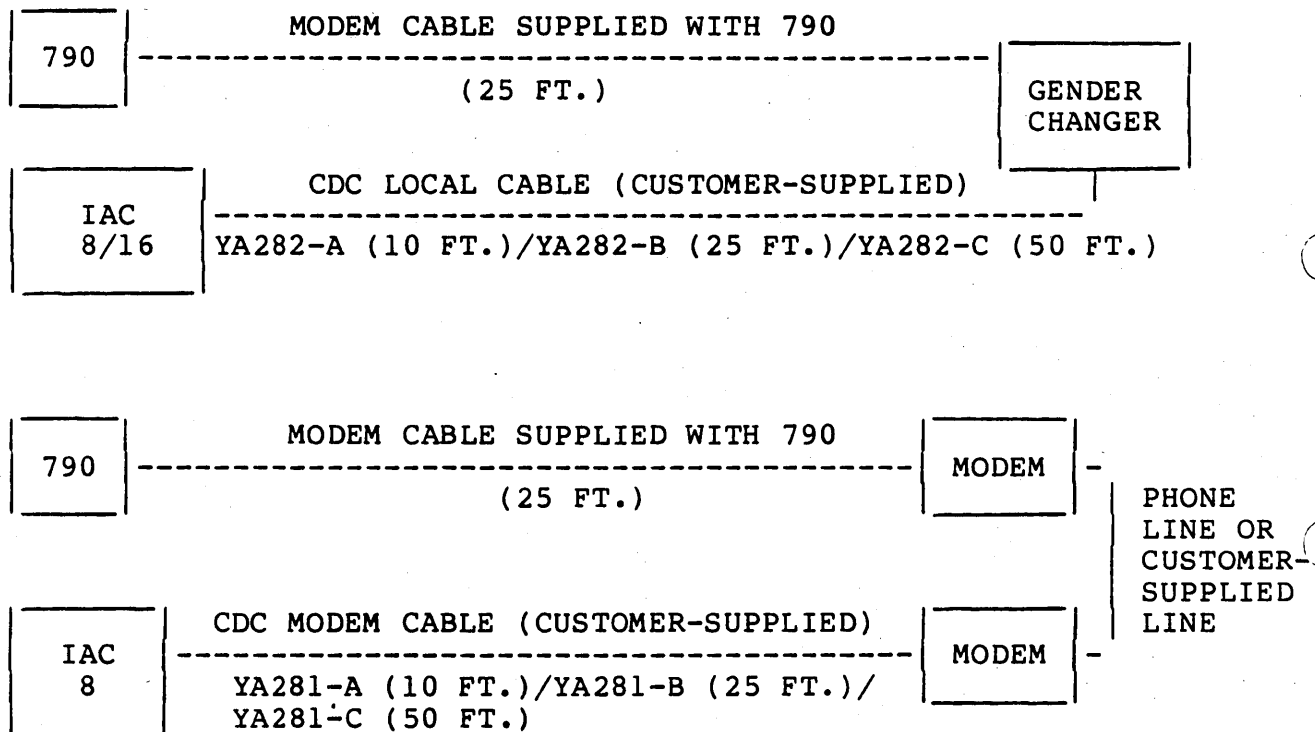 MODEM CABLE SUPPLIED WITH 790
790
(25 FT.)
GENDER
CHANGER
CDC LOCAL CABLE (CUSTOMER-SUPPLIED)
IAC
8/16
YA282-A (10 FT.)/YA282-B (25 FT.)/YA282-C (50 FT.)
MODEM CABLE SUPPLIED WITH 790
790
MODEM
(25 FT.)
PHONE
LINE OR
CUSTOMER-
SUPPLIED
LINE
CDC MODEM CABLE (CUSTOMER-SUPPLIED)
IAC
8
MODEM
YA281-A (10 FT.)/YA281-B (25 FT.)/
YA281-C (50 FT.)